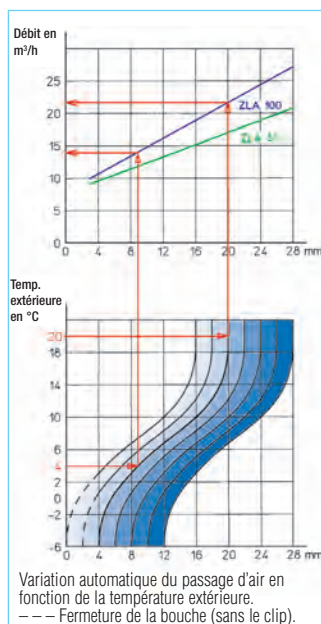 Débit en
m³/h
25
20
15
10
5
0
ZLA 100
ZLA
0 4 8 12 16 20 24 28 mm
Temp.
extérieure
en °C
20
18
14
10
6
4
2
0
-2
-6
0 4 8 12 16 20 24 28 mm
Variation automatique du passage d'air en
fonction de la température extérieure.
– – – Fermeture de la bouche (sans le clip).